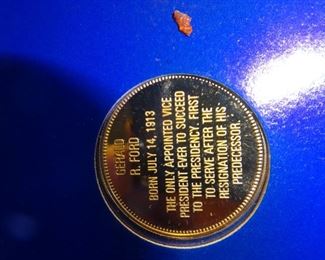 GERALD
R. FORD
BORN JULY 14, 1913
THE ONLY APPOINTED VICE
PRESIDENT EVER TO SUCCEED
TO THE PRESIDENCY. FIRST
TO SERVE AFTER THE
RESIGNATION OF HIS
PREDECESSOR